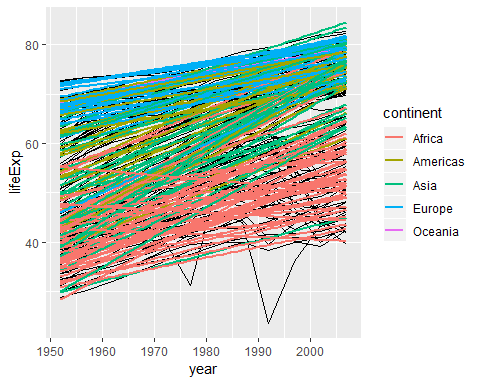 80
60
40
lifeExp
1950 1960 1970 1980 1990 2000
year
continent
Africa
Americas
Asia
Europe
Oceania